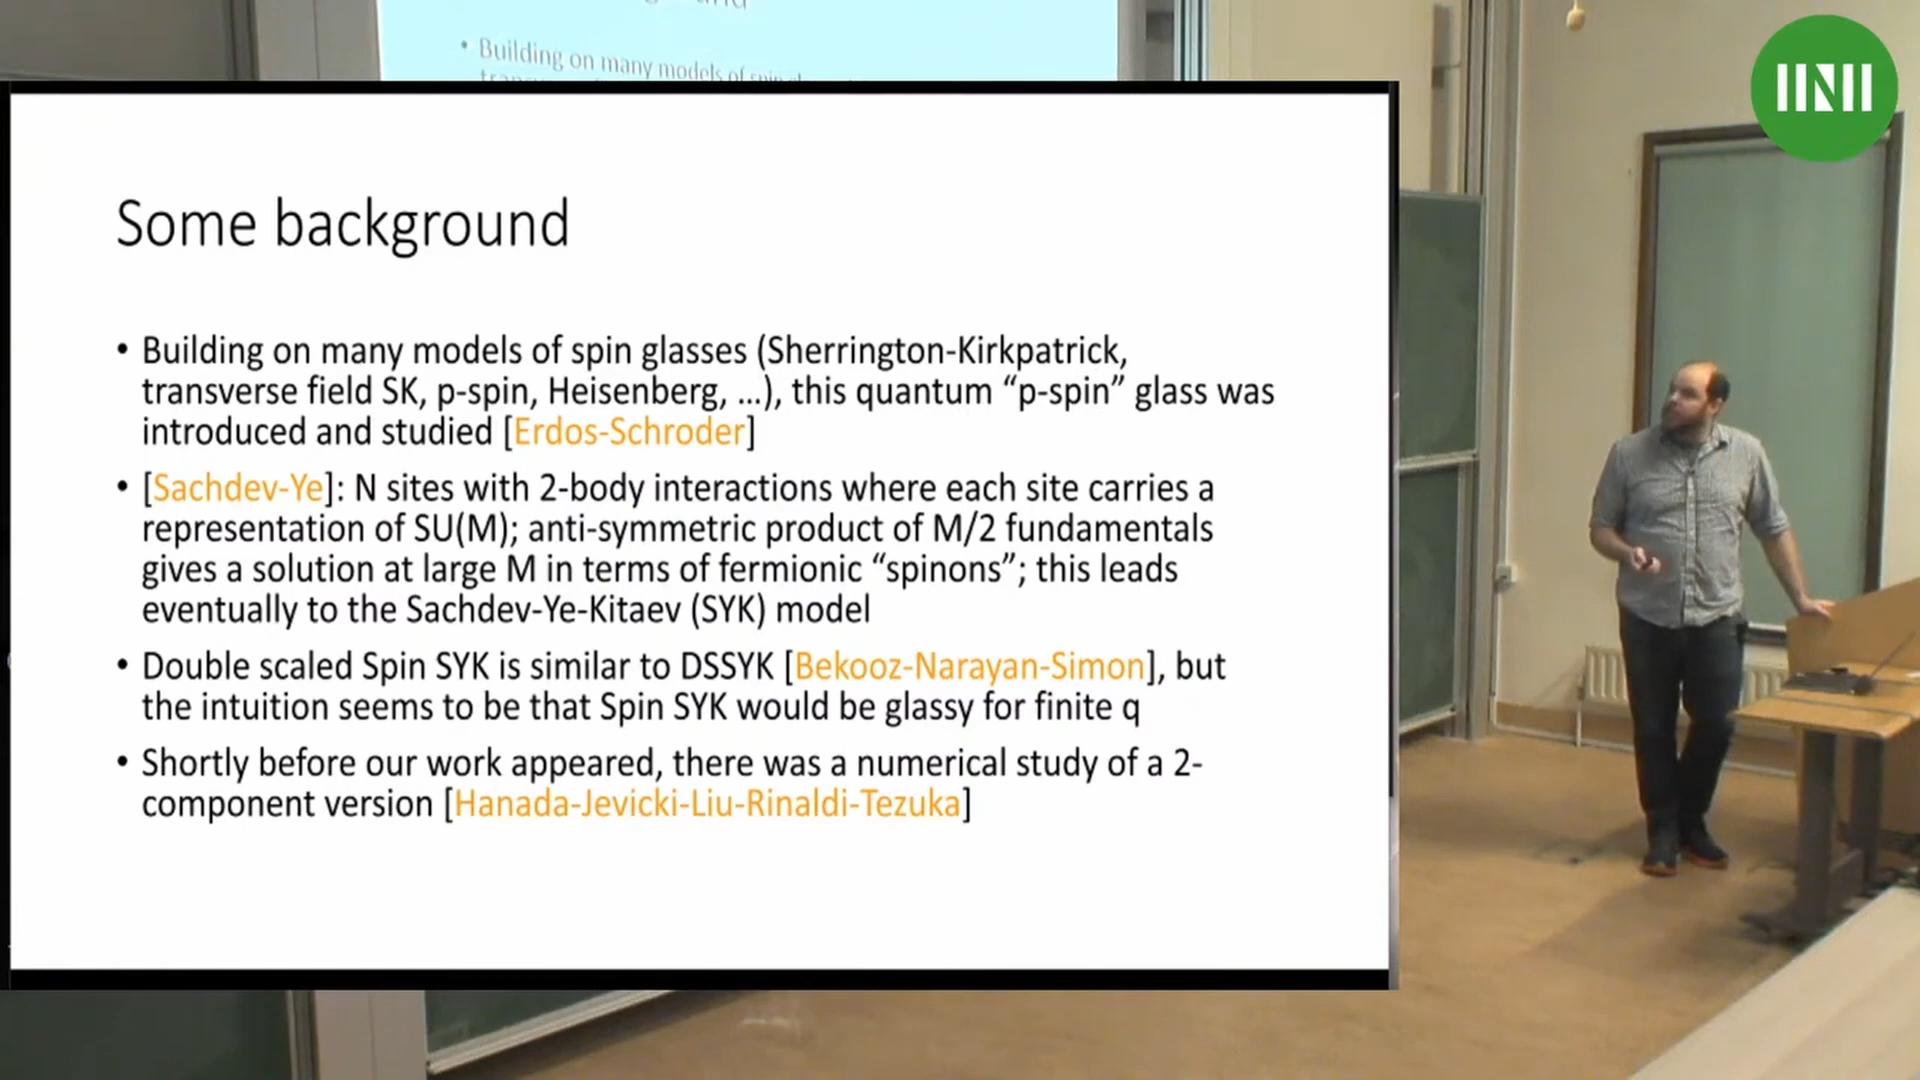 Building on many models of spin
Some background
• Building on many models of spin glasses (Sherrington-Kirkpatrick,
transverse field SK, p-spin, Heisenberg, ...), this quantum “p-spin” glass was
introduced and studied [Erdos-Schroder]
• [Sachdev-Ye]: N sites with 2-body interactions where each site carries a
representation of SU(M); anti-symmetric product of M/2 fundamentals
gives a solution at large M in terms of fermionic “spinons”; this leads
eventually to the Sachdev-Ye-Kitaev (SYK) model
• Double scaled Spin SYK is similar to DSSYK [Bekooz-Narayan-Simon], but
the intuition seems to be that Spin SYK would be glassy for finite q
• Shortly before our work appeared, there was a numerical study of a 2-
component version [Hanada-Jevicki-Liu-Rinaldi-Tezuka]